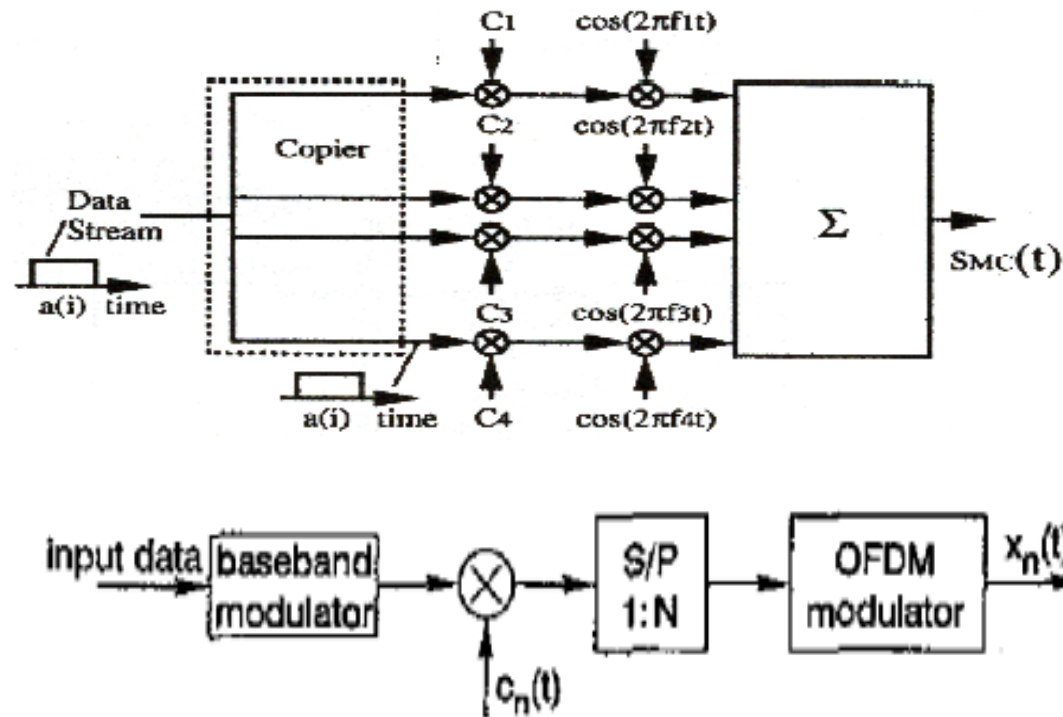 C1 cos(2πf1t)
C2 cos(2πf2t)
Copier
Data
Stream
Σ
SMC(t)
a(i) time
C3 cos(2πf3t)
a(i) time
C4 cos(2πf4t)
input data
baseband
modulator
S/P
1:N
OFDM
modulator
xn(t)
cn(t)